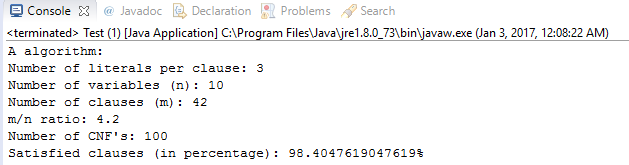 Console @ Javadoc Declaration Problems Search
<terminated> Test (1) [Java Application] C:\Program Files\Java\jre1.8.0_73\bin\javaw.exe (Jan 3, 2017, 12:08:22 AM)
A algorithm:
Number of literals per clause: 3
Number of variables (n): 10
Number of clauses (m): 42
m/n ratio: 4.2
Number of CNF's: 100
Satisfied clauses (in percentage): 98.4047619047619%